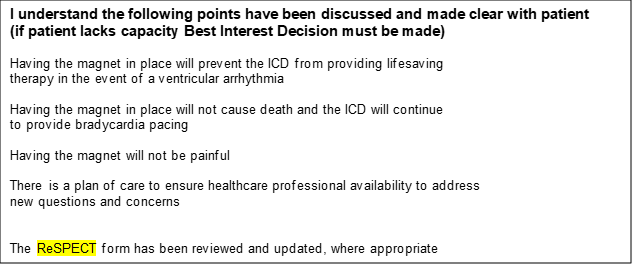 I understand the following points have been discussed and made clear with patient
(if patient lacks capacity Best Interest Decision must be made)
Having the magnet in place will prevent the ICD from providing lifesaving
therapy in the event of a ventricular arrhythmia
Having the magnet in place will not cause death and the ICD will continue
to provide bradycardia pacing
Having the magnet will not be painful
There is a plan of care to ensure healthcare professional availability to address
new questions and concerns
The ReSPECT form has been reviewed and updated, where appropriate